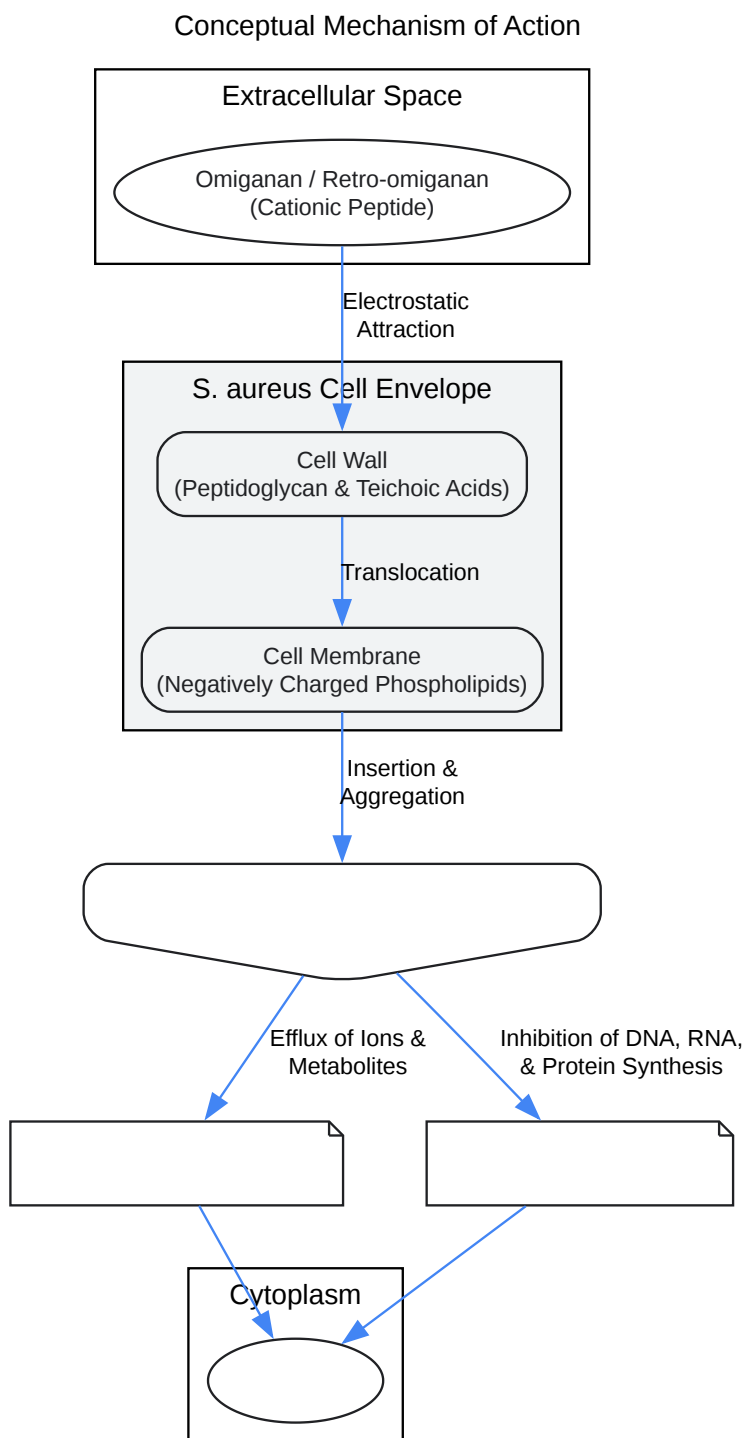 Conceptual Mechanism of Action
Extracellular Space
Omiganan / Retro-omiganan
(Cationic Peptide)
Electrostatic
Attraction
S. aureus Cell Envelope
Cell Wall
(Peptidoglycan & Teichoic Acids)
Translocation
Cell Membrane
(Negatively Charged Phospholipids)
Insertion &
Aggregation
Efflux of Ions &
Metabolites
Inhibition of DNA, RNA,
& Protein Synthesis
Cytoplasm